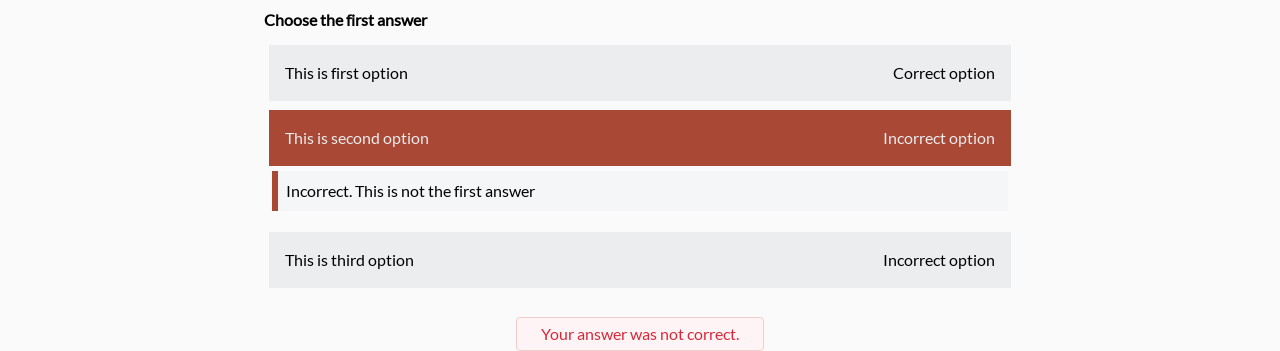 Choose the first answer
This is first option Correct option
This is second option Incorrect option
Incorrect. This is not the first answer
This is third option Incorrect option
Your answer was not correct.